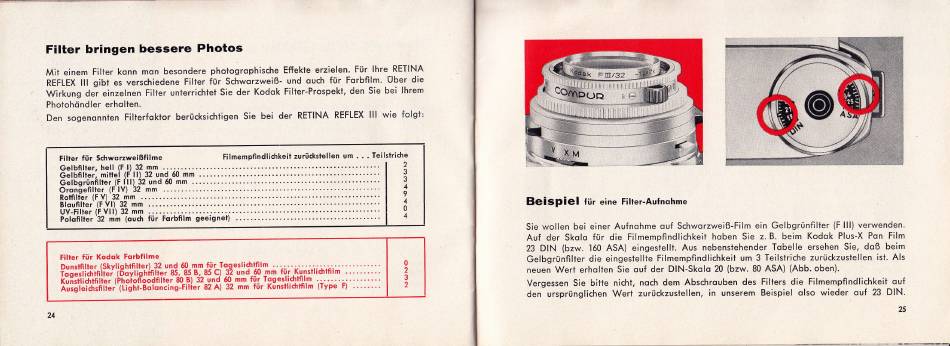 Filter bringen bessere Photos
Mit einem Filter kann man besondere photographische Effekte erzielen. Für Ihre RETINA
REFLEX III gibt es verschiedene Filter für Schwarzweiß- und auch für Farbfilm. Über die
Wirkung der einzelnen Filter unterrichtet Sie der Kodak Filter-Prospekt, den Sie bei Ihrem
Photohändler erhalten.
Den sogenannten Filterfaktor berücksichtigen Sie bei der RETINA REFLEX III wie folgt:
Filter für Schwarzweißfilme Filmempfindlichkeit zurückstellen um . . . Teilstriche
Gelbfilter, hell (F I) 32 mm 2
Gelbfilter, mittel (F II) 32 und 60 mm 3
Gelbgrünfilter (F III) 32 und 60 mm 3
Orangefilter (F IV) 32 mm 4
Rotfilter (F V) 32 mm 9
Blaufilter (F VI) 32 mm 4
UV-Filter (F VII) 32 mm 0
Polafilter 32 mm (auch für Farbfilm geeignet) 4
Filter für Kodak Farbfilme
Dunstfilter (Skylightfilter) 32 und 60 mm für Tageslichtfilm 0
Tageslichtfilter (Daylightfilter 85, 85 B, 85 C) 32 und 60 mm für Kunstlichtfilm 2
Kunstlichtfilter (Photofloodfilter 80 B) 32 und 60 mm für Tageslichtfilm 3
Ausgleichsfilter (Light-Balancing-Filter 82 A) 32 mm für Kunstlichtfilm (Type F) 2
24
Kodak F III/32
COMPUR
V X M
DIN
ASA
Beispiel für eine Filter-Aufnahme
Sie wollen bei einer Aufnahme auf Schwarzweiß-Film ein Gelbgrünfilter (F III) verwenden.
Auf der Skala für die Filmempfindlichkeit haben Sie z. B. beim Kodak Plus-X Pan Film
23 DIN (bzw. 160 ASA) eingestellt. Aus nebenstehender Tabelle ersehen Sie, daß beim
Gelbgrünfilter die eingestellte Filmempfindlichkeit um 3 Teilstriche zurückzustellen ist. Als
neuen Wert erhalten Sie auf der DIN-Skala 20 (bzw. 80 ASA) (Abb. oben).
Vergessen Sie bitte nicht, nach dem Abschrauben des Filters die Filmempfindlichkeit auf
den ursprünglichen Wert zurückzustellen, in unserem Beispiel also wieder auf 23 DIN.
25